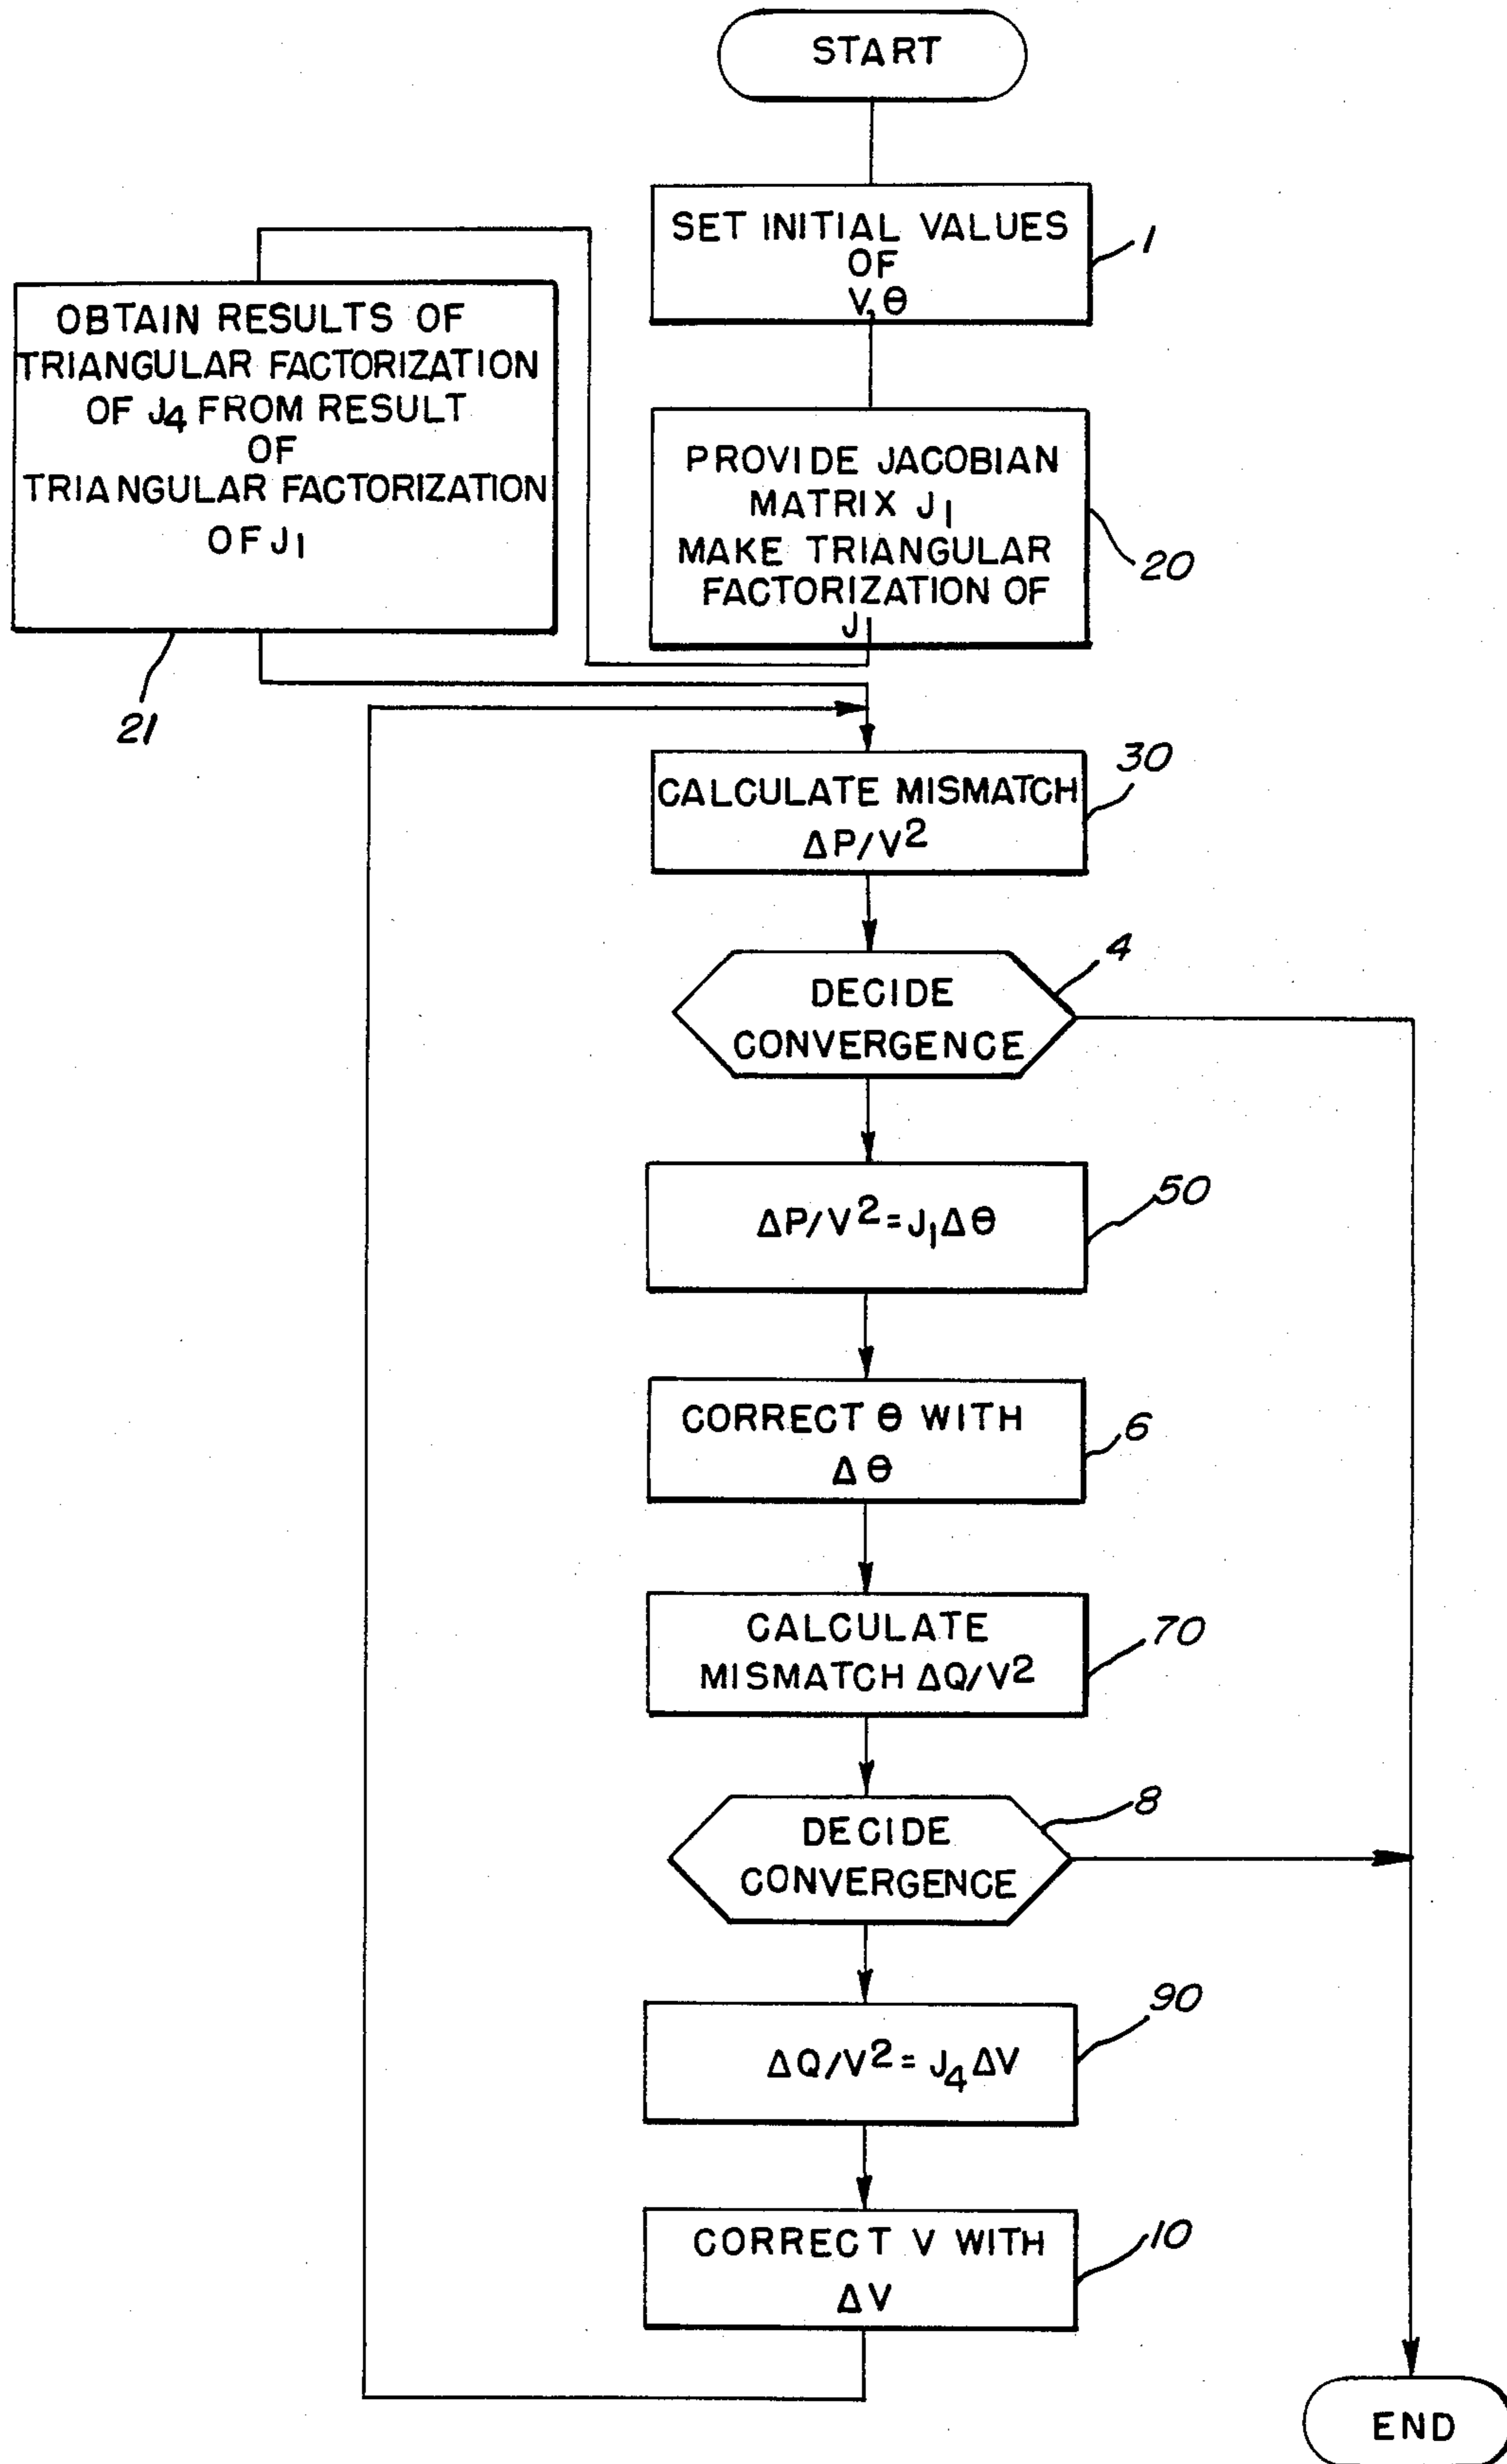 START
SET INITIAL VALUES
OF
V, θ
1
OBTAIN RESULTS OF
TRIANGULAR FACTORIZATION
OF J4 FROM RESULT
OF
TRIANGULAR FACTORIZATION
OF J1
21
PROVIDE JACOBIAN
MATRIX J1
MAKE TRIANGULAR
FACTORIZATION OF
J
20
CALCULATE MISMATCH
ΔP/V²
30
DECIDE
CONVERGENCE
4
ΔP/V² = J1Δθ
50
CORRECT θ WITH
Δθ
6
CALCULATE
MISMATCH ΔQ/V²
70
DECIDE
CONVERGENCE
8
ΔQ/V² = J4ΔV
90
CORRECT V WITH
ΔV
10
END